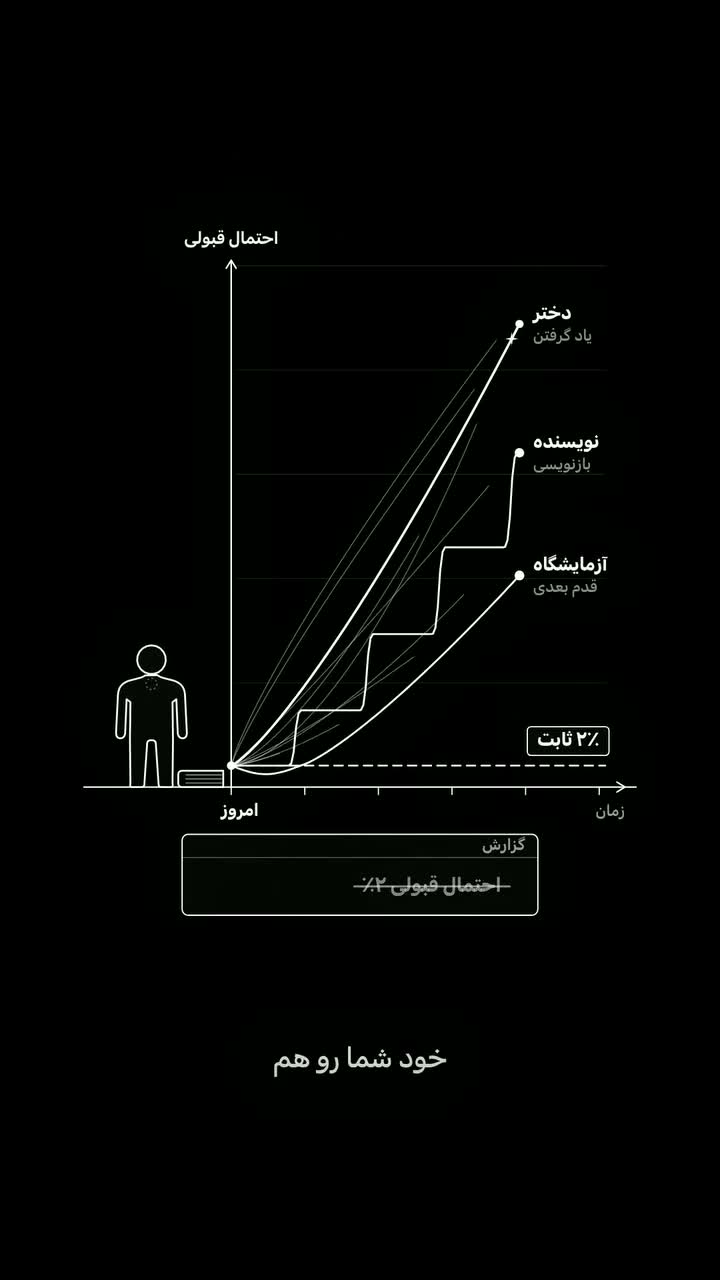 احتمال قبولی
دختر
یاد گرفتن
نویسنده
بازنویسی
آزمایشگاه
قدم بعدی
۲٪ ثابت
امروز
زمان
گزارش
احتمال قبولی ۲٪
خود شما رو هم